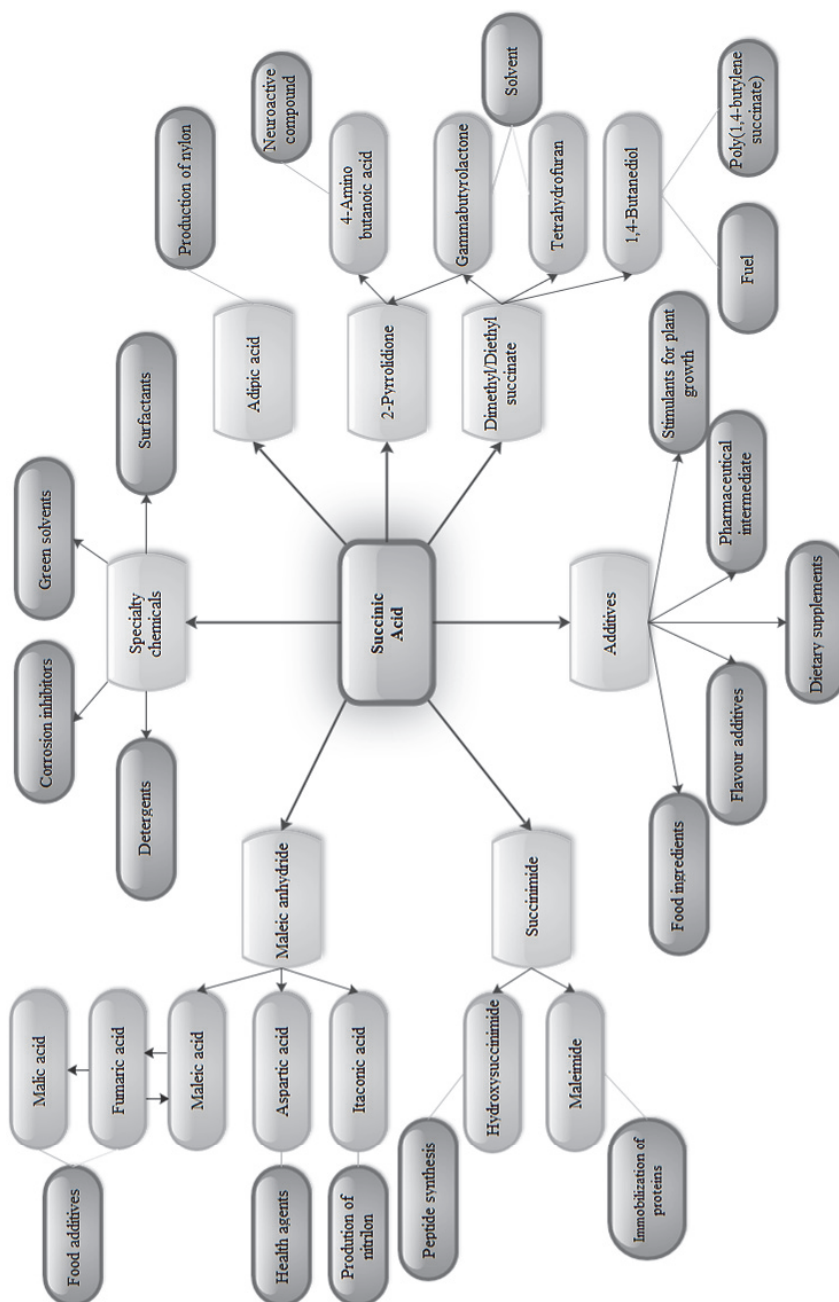 Food additives
Malic acid
Fumaric acid
Maleic acid
Health agents
Aspartic acid
Prodution of
nitrilon
Itaconic acid
Maleic anhydride
Peptide synthesis
Hydroxysuccinimide
Immobilization of
proteins
Maleimide
Succinimide
Corrosion inhibitors
Green solvents
Detergents
Surfactants
Specialty
chemicals
Succinic
Acid
Additives
Food ingredients
Flavour additives
Dietary supplements
Pharmaceutical
intermediate
Stimulants for plant
growth
Adipic acid
Production of nylon
2-Pyrrolidione
4-Amino
butanoic acid
Neuroactive
compound
Dimethyl/Diethyl
succinate
Gammabutyrolactone
Solvent
Tetrahydrofuran
1,4-Butanediol
Fuel
Poly(1,4-butylene
succinate)